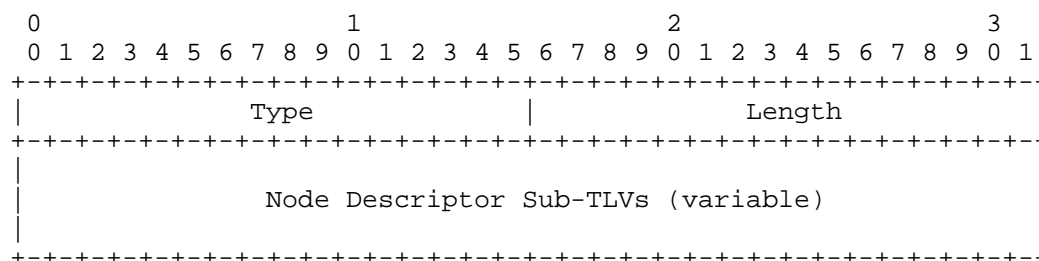 0                   1                   2                   3
 0 1 2 3 4 5 6 7 8 9 0 1 2 3 4 5 6 7 8 9 0 1 2 3 4 5 6 7 8 9 0 1
+-+-+-+-+-+-+-+-+-+-+-+-+-+-+-+-+-+-+-+-+-+-+-+-+-+-+-+-+-+-+-+--
|              Type             |             Length
+-+-+-+-+-+-+-+-+-+-+-+-+-+-+-+-+-+-+-+-+-+-+-+-+-+-+-+-+-+-+-+--
|
|               Node Descriptor Sub-TLVs (variable)
|
+-+-+-+-+-+-+-+-+-+-+-+-+-+-+-+-+-+-+-+-+-+-+-+-+-+-+-+-+-+-+-+--